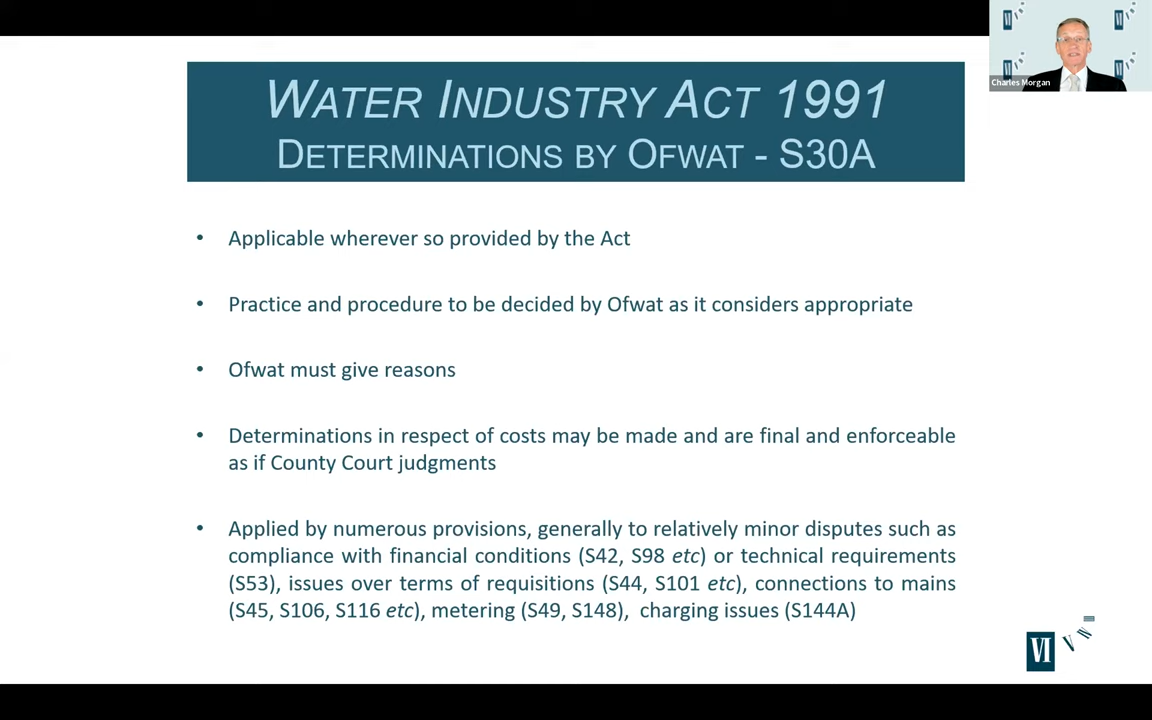 Charles Morgan
WATER INDUSTRY ACT 1991
DETERMINATIONS BY OFWAT - S30A
• Applicable wherever so provided by the Act
• Practice and procedure to be decided by Ofwat as it considers appropriate
• Ofwat must give reasons
• Determinations in respect of costs may be made and are final and enforceable
as if County Court judgments
• Applied by numerous provisions, generally to relatively minor disputes such as
compliance with financial conditions (S42, S98 etc) or technical requirements
(S53), issues over terms of requisitions (S44, S101 etc), connections to mains
(S45, S106, S116 etc), metering (S49, S148), charging issues (S144A)
VI